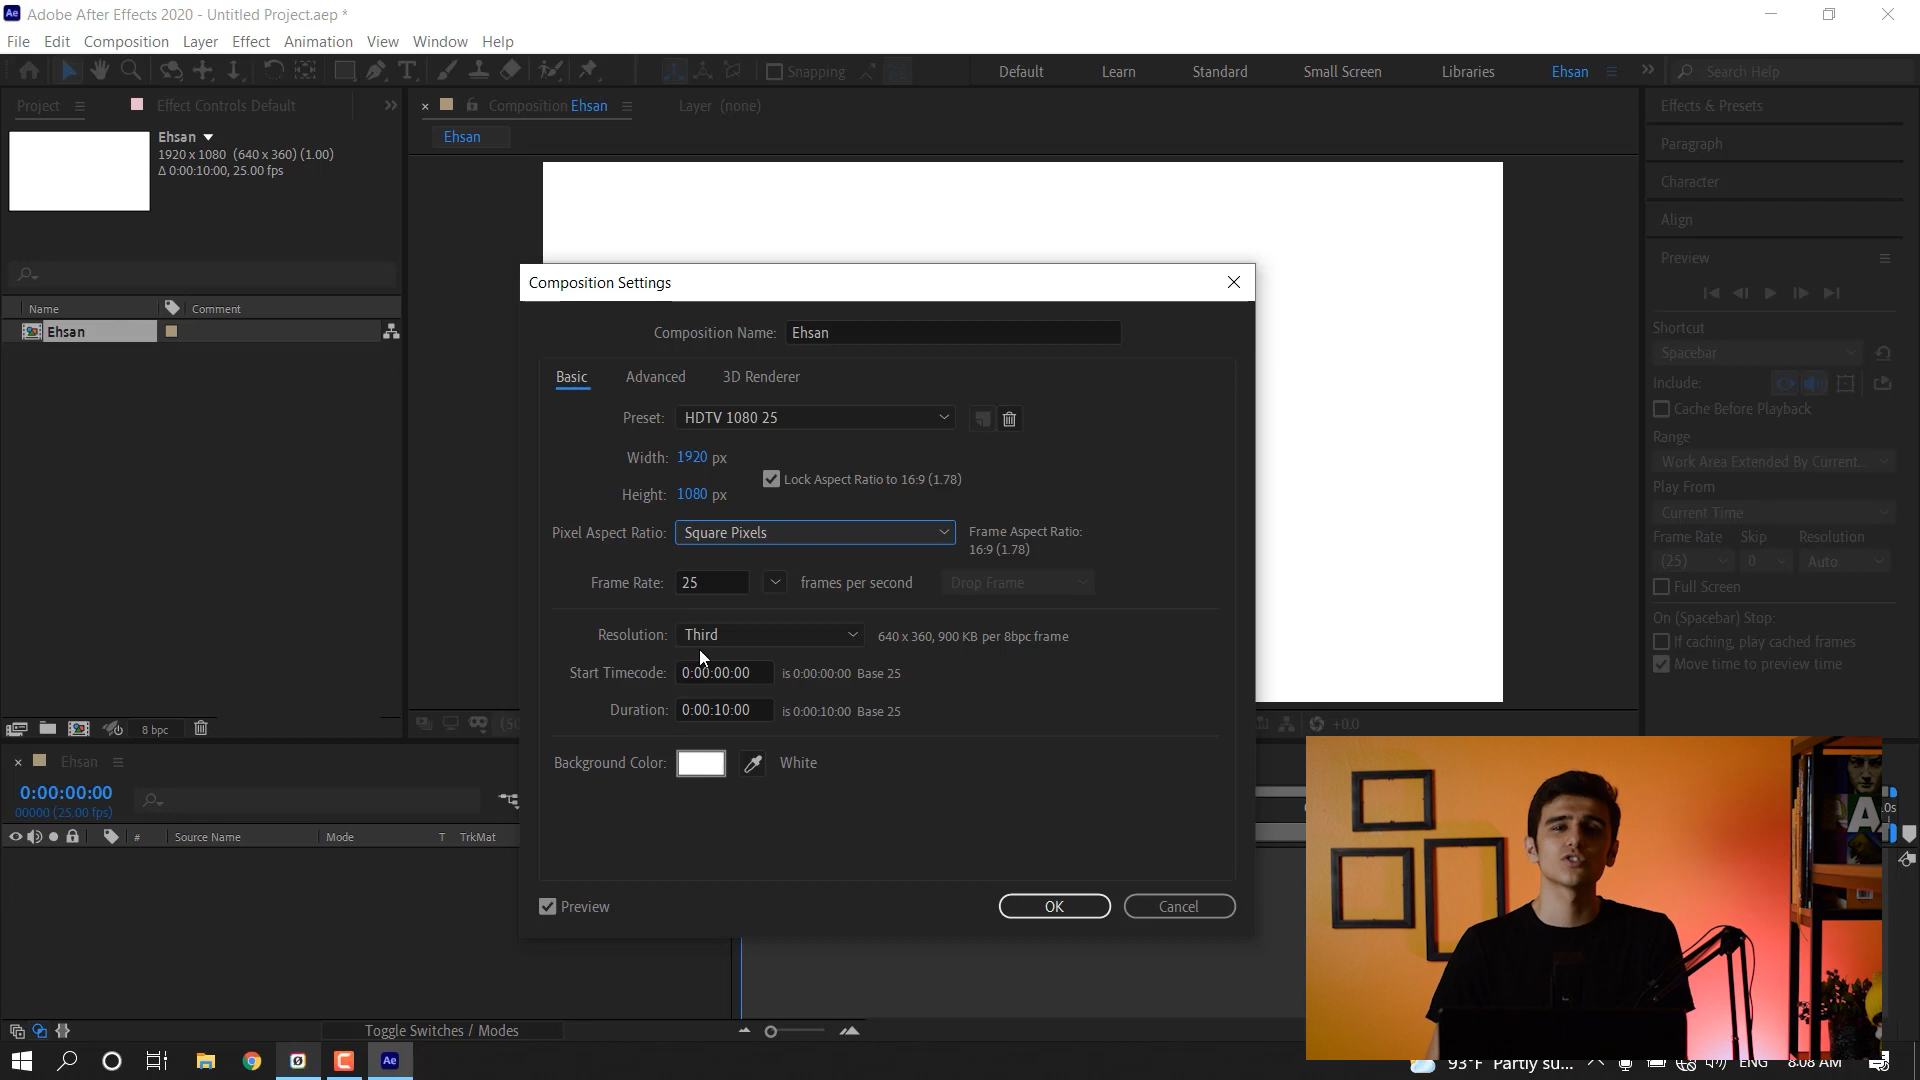 Adobe After Effects 2020 - Untitled Project.aep *
File Edit Composition Layer Effect Animation View Window Help
Snapping
Default Learn Standard Small Screen Libraries Ehsan
Search Help
Project
Effect Controls Default
Composition Ehsan
Layer (none)
Ehsan
Ehsan
1920 x 1080 (640 x 360) (1.00)
Δ 0:00:10:00, 25.00 fps
Name Comment
Ehsan
8 bpc
Composition Settings
Composition Name: Ehsan
Basic Advanced 3D Renderer
Preset: HDTV 1080 25
Width: 1920 px
Lock Aspect Ratio to 16:9 (1.78)
Height: 1080 px
Pixel Aspect Ratio: Square Pixels
Frame Aspect Ratio:
16:9 (1.78)
Frame Rate: 25 frames per second Drop Frame
Resolution: Third 640 x 360, 900 KB per 8bpc frame
Start Timecode: 0:00:00:00 is 0:00:00:00 Base 25
Duration: 0:00:10:00 is 0:00:10:00 Base 25
Background Color: White
Preview
OK Cancel
Effects & Presets
Paragraph
Character
Align
Preview
Shortcut
Spacebar
Include:
Cache Before Playback
Range
Work Area Extended By Current...
Play From
Current Time
Frame Rate Skip Resolution
(25) 0 Auto
Full Screen
On (Spacebar) Stop:
If caching, play cached frames
Move time to preview time
+0.0
Ehsan
0:00:00:00
00000 (25.00 fps)
# Source Name Mode T TrkMat
Toggle Switches / Modes
Ae
93°F Partly su... ENG 8:08 AM